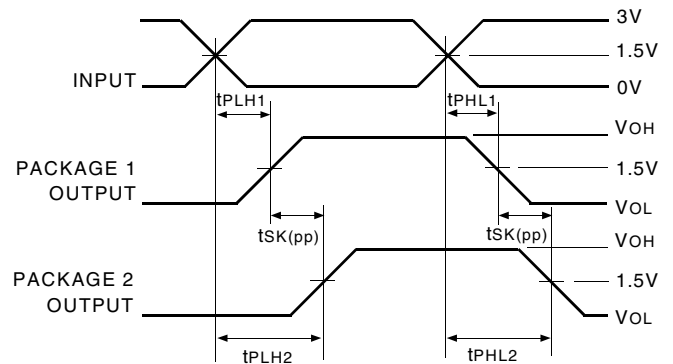 3V
1.5V
INPUT
0V
tPLH1
tPHL1
VOH
PACKAGE 1
OUTPUT
1.5V
VOL
tSK(pp)
tSK(pp)
VOH
PACKAGE 2
OUTPUT
1.5V
VOL
tPLH2
tPHL2